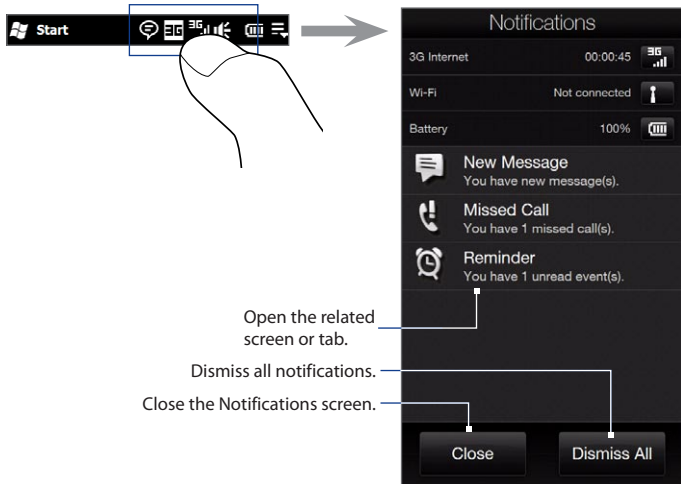 Start
3G
Notifications
3G Internet 00:00:45 3G
Wi-Fi Not connected
Battery 100%
New Message
You have new message(s).
Missed Call
You have 1 missed call(s).
Reminder
You have 1 unread event(s).
Open the related
screen or tab.
Dismiss all notifications.
Close the Notifications screen.
Close Dismiss All